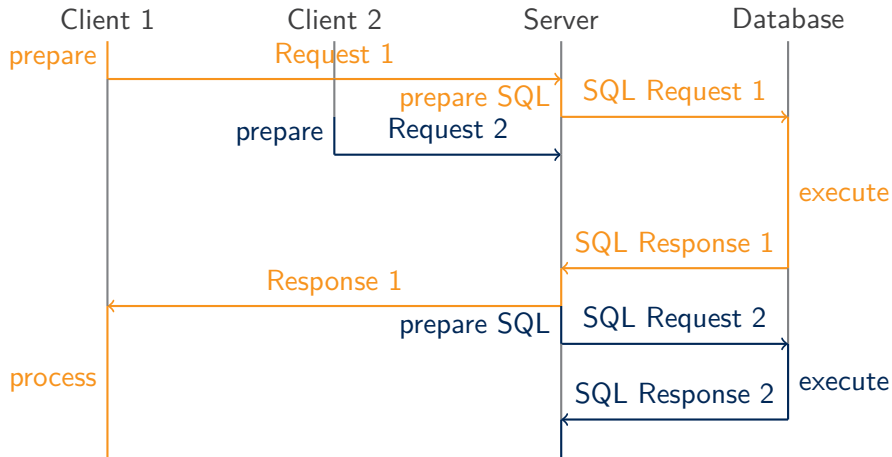 Client 1 Client 2 Server Database
prepare
Request 1
prepare SQL
SQL Request 1
prepare
Request 2
execute
SQL Response 1
Response 1
prepare SQL
SQL Request 2
process
execute
SQL Response 2